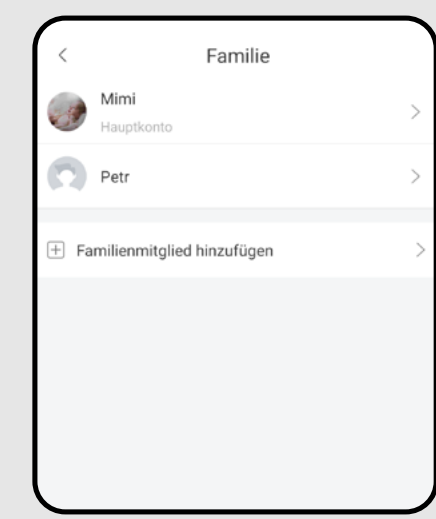 Familie
Mimi
Hauptkonto
Petr
Familienmitglied hinzufügen